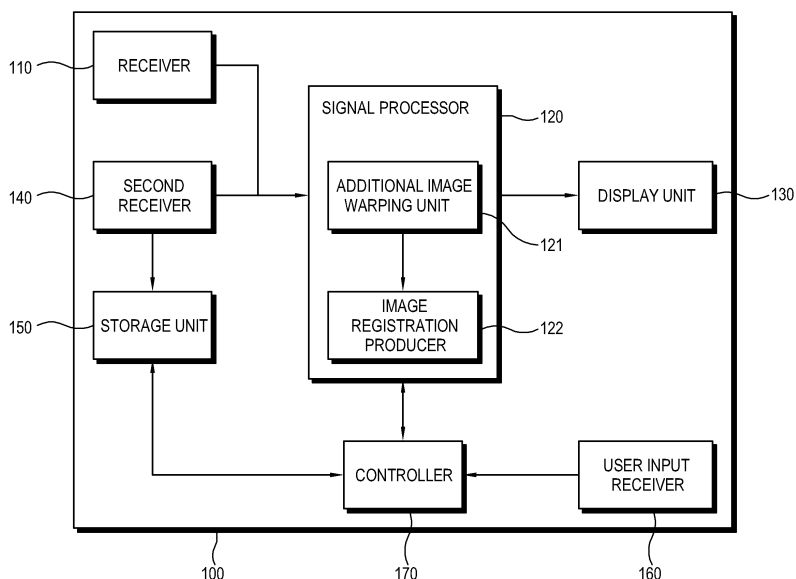 110
RECEIVER
SIGNAL PROCESSOR
120
140
SECOND
RECEIVER
ADDITIONAL IMAGE
WARPING UNIT
121
DISPLAY UNIT
130
150
STORAGE UNIT
IMAGE
REGISTRATION
PRODUCER
122
CONTROLLER
USER INPUT
RECEIVER
100
170
160